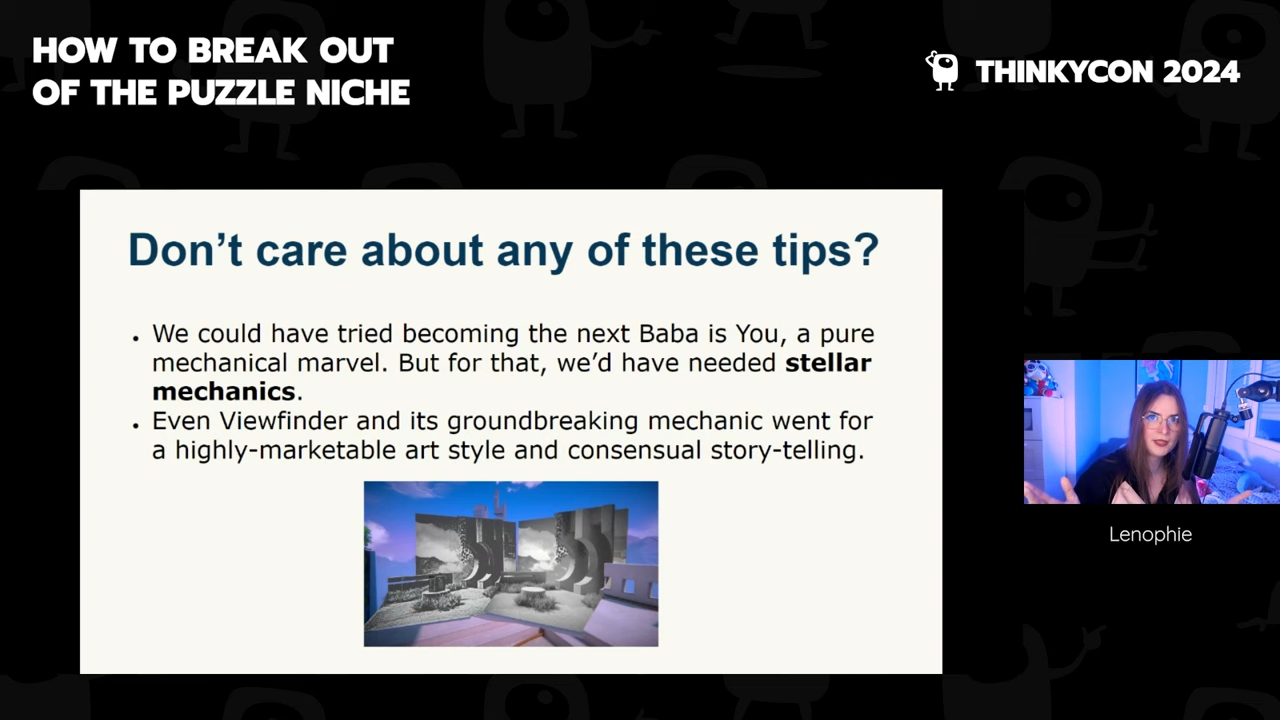 HOW TO BREAK OUT
OF THE PUZZLE NICHE
THINKYCON 2024
Don’t care about any of these tips?
• We could have tried becoming the next Baba is You, a pure
mechanical marvel. But for that, we’d have needed stellar
mechanics.
• Even Viewfinder and its groundbreaking mechanic went for
a highly-marketable art style and consensual story-telling.
Lenophie